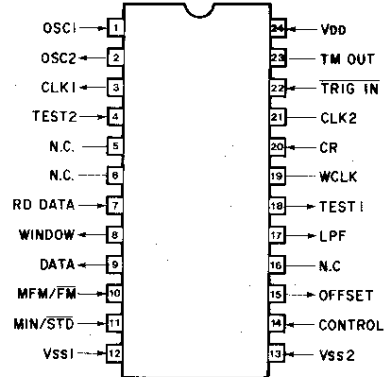 OSC1 1 24 VDD
OSC2 2 23 TM OUT
CLK1 3 22 TRIG IN
TEST2 4 21 CLK2
N.C. 5 20 CR
N.C. 6 19 WCLK
RD DATA 7 18 TEST1
WINDOW 8 17 LPF
DATA 9 16 N.C
MFM/FM 10 15 OFFSET
MIN/STD 11 14 CONTROL
VSS1 12 13 VSS2